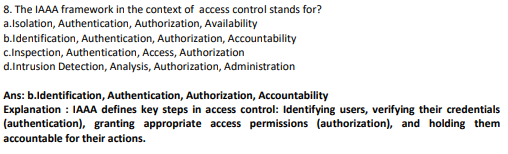 8. The IAAA framework in the context of access control stands for?
a.Isolation, Authentication, Authorization, Availability
b.Identification, Authentication, Authorization, Accountability
c.Inspection, Authentication, Access, Authorization
d.Intrusion Detection, Analysis, Authorization, Administration
Ans: b.Identification, Authentication, Authorization, Accountability
Explanation : IAAA defines key steps in access control: Identifying users, verifying their credentials
(authentication), granting appropriate access permissions (authorization), and holding them
accountable for their actions.